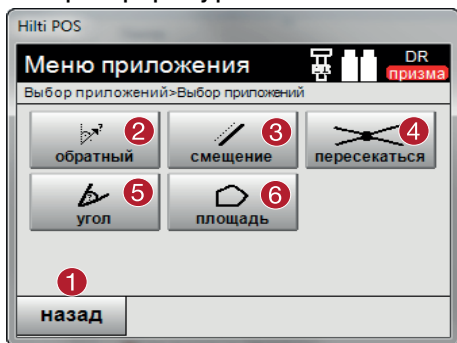 Hilti POS
Меню приложения
DR
призма
Выбор приложений>Выбор приложений
2
обратный
3
смещение
4
пересекаться
5
угол
6
площадь
1
назад